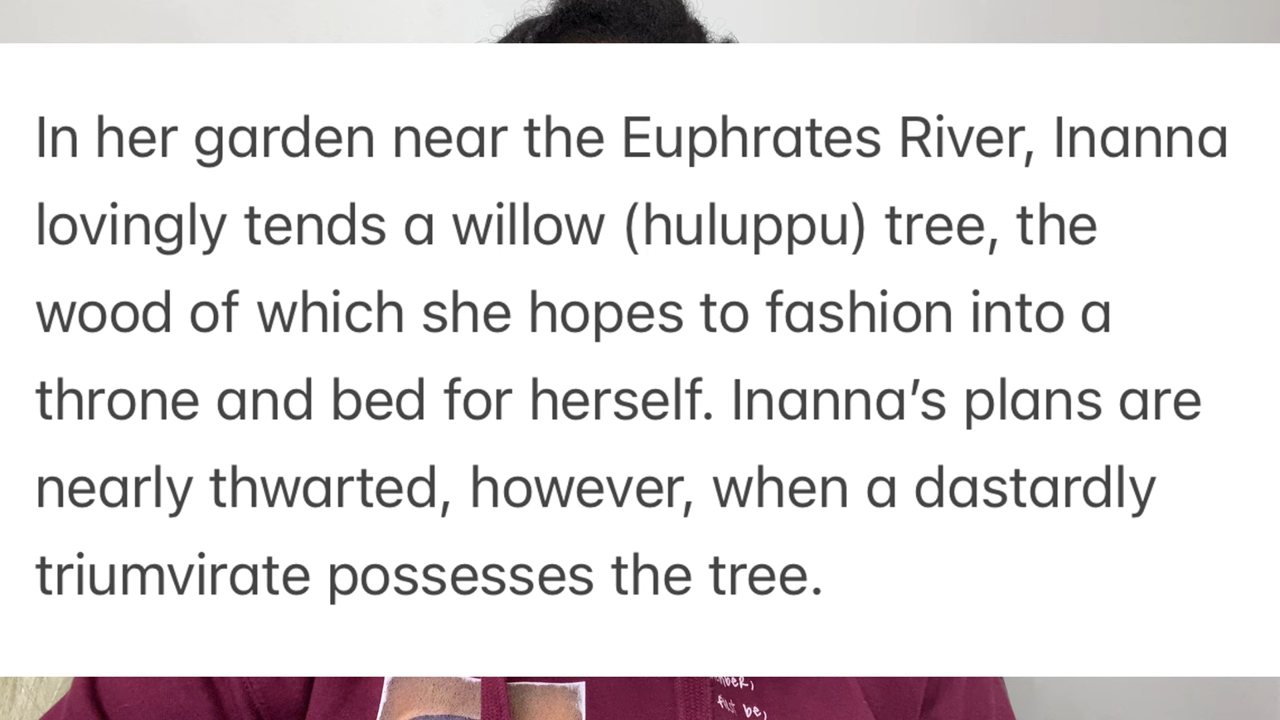 In her garden near the Euphrates River, Inanna
lovingly tends a willow (huluppu) tree, the
wood of which she hopes to fashion into a
throne and bed for herself. Inanna’s plans are
nearly thwarted, however, when a dastardly
triumvirate possesses the tree.
be,